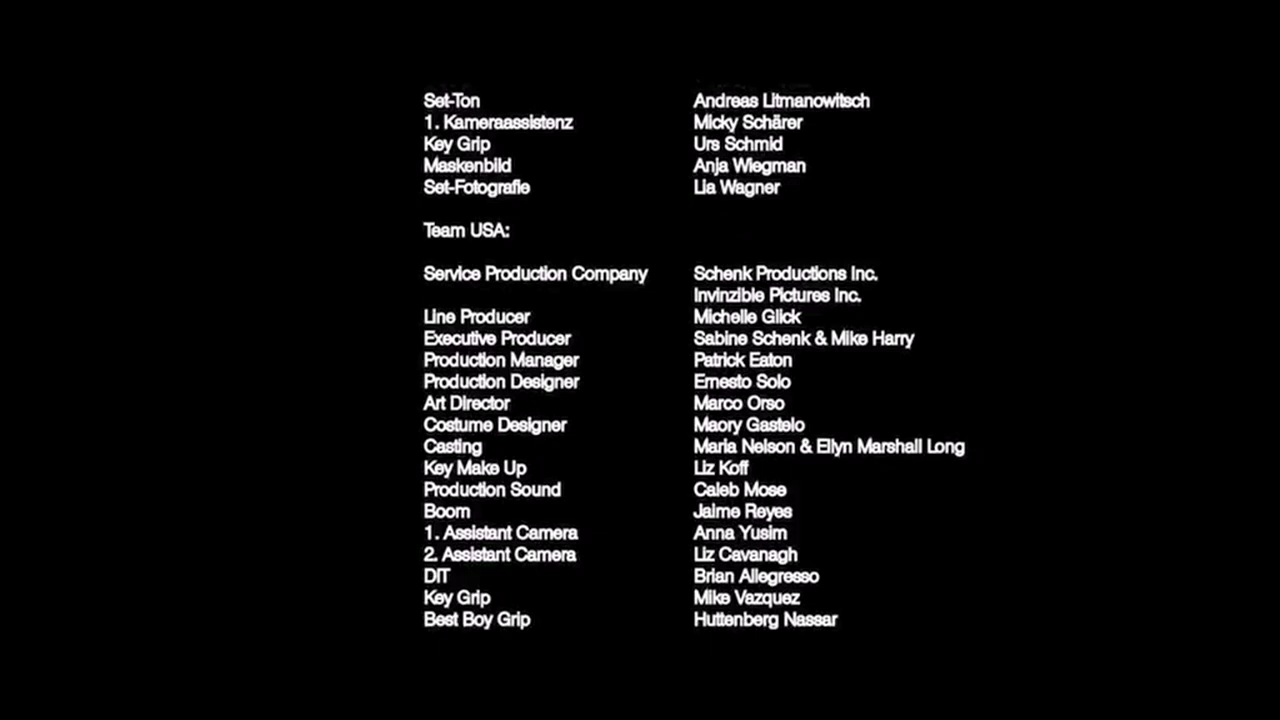 Set-Ton Andreas Litmanowitsch
1. Kameraassistenz Micky Schärer
Key Grip Urs Schmid
Maskenbild Anja Wiegman
Set-Fotografie Lia Wagner
Team USA:
Service Production Company Schenk Productions Inc.
Invinzible Pictures Inc.
Line Producer Michelle Glick
Executive Producer Sabine Schenk & Mike Harry
Production Manager Patrick Eaton
Production Designer Ernesto Solo
Art Director Marco Orso
Costume Designer Maory Gastelo
Casting Maria Nelson & Ellyn Marshall Long
Key Make Up Liz Koff
Production Sound Caleb Mose
Boom Jaime Reyes
1. Assistant Camera Anna Yusim
2. Assistant Camera Liz Cavanagh
DIT Brian Allegresso
Key Grip Mike Vazquez
Best Boy Grip Huttenberg Nassar